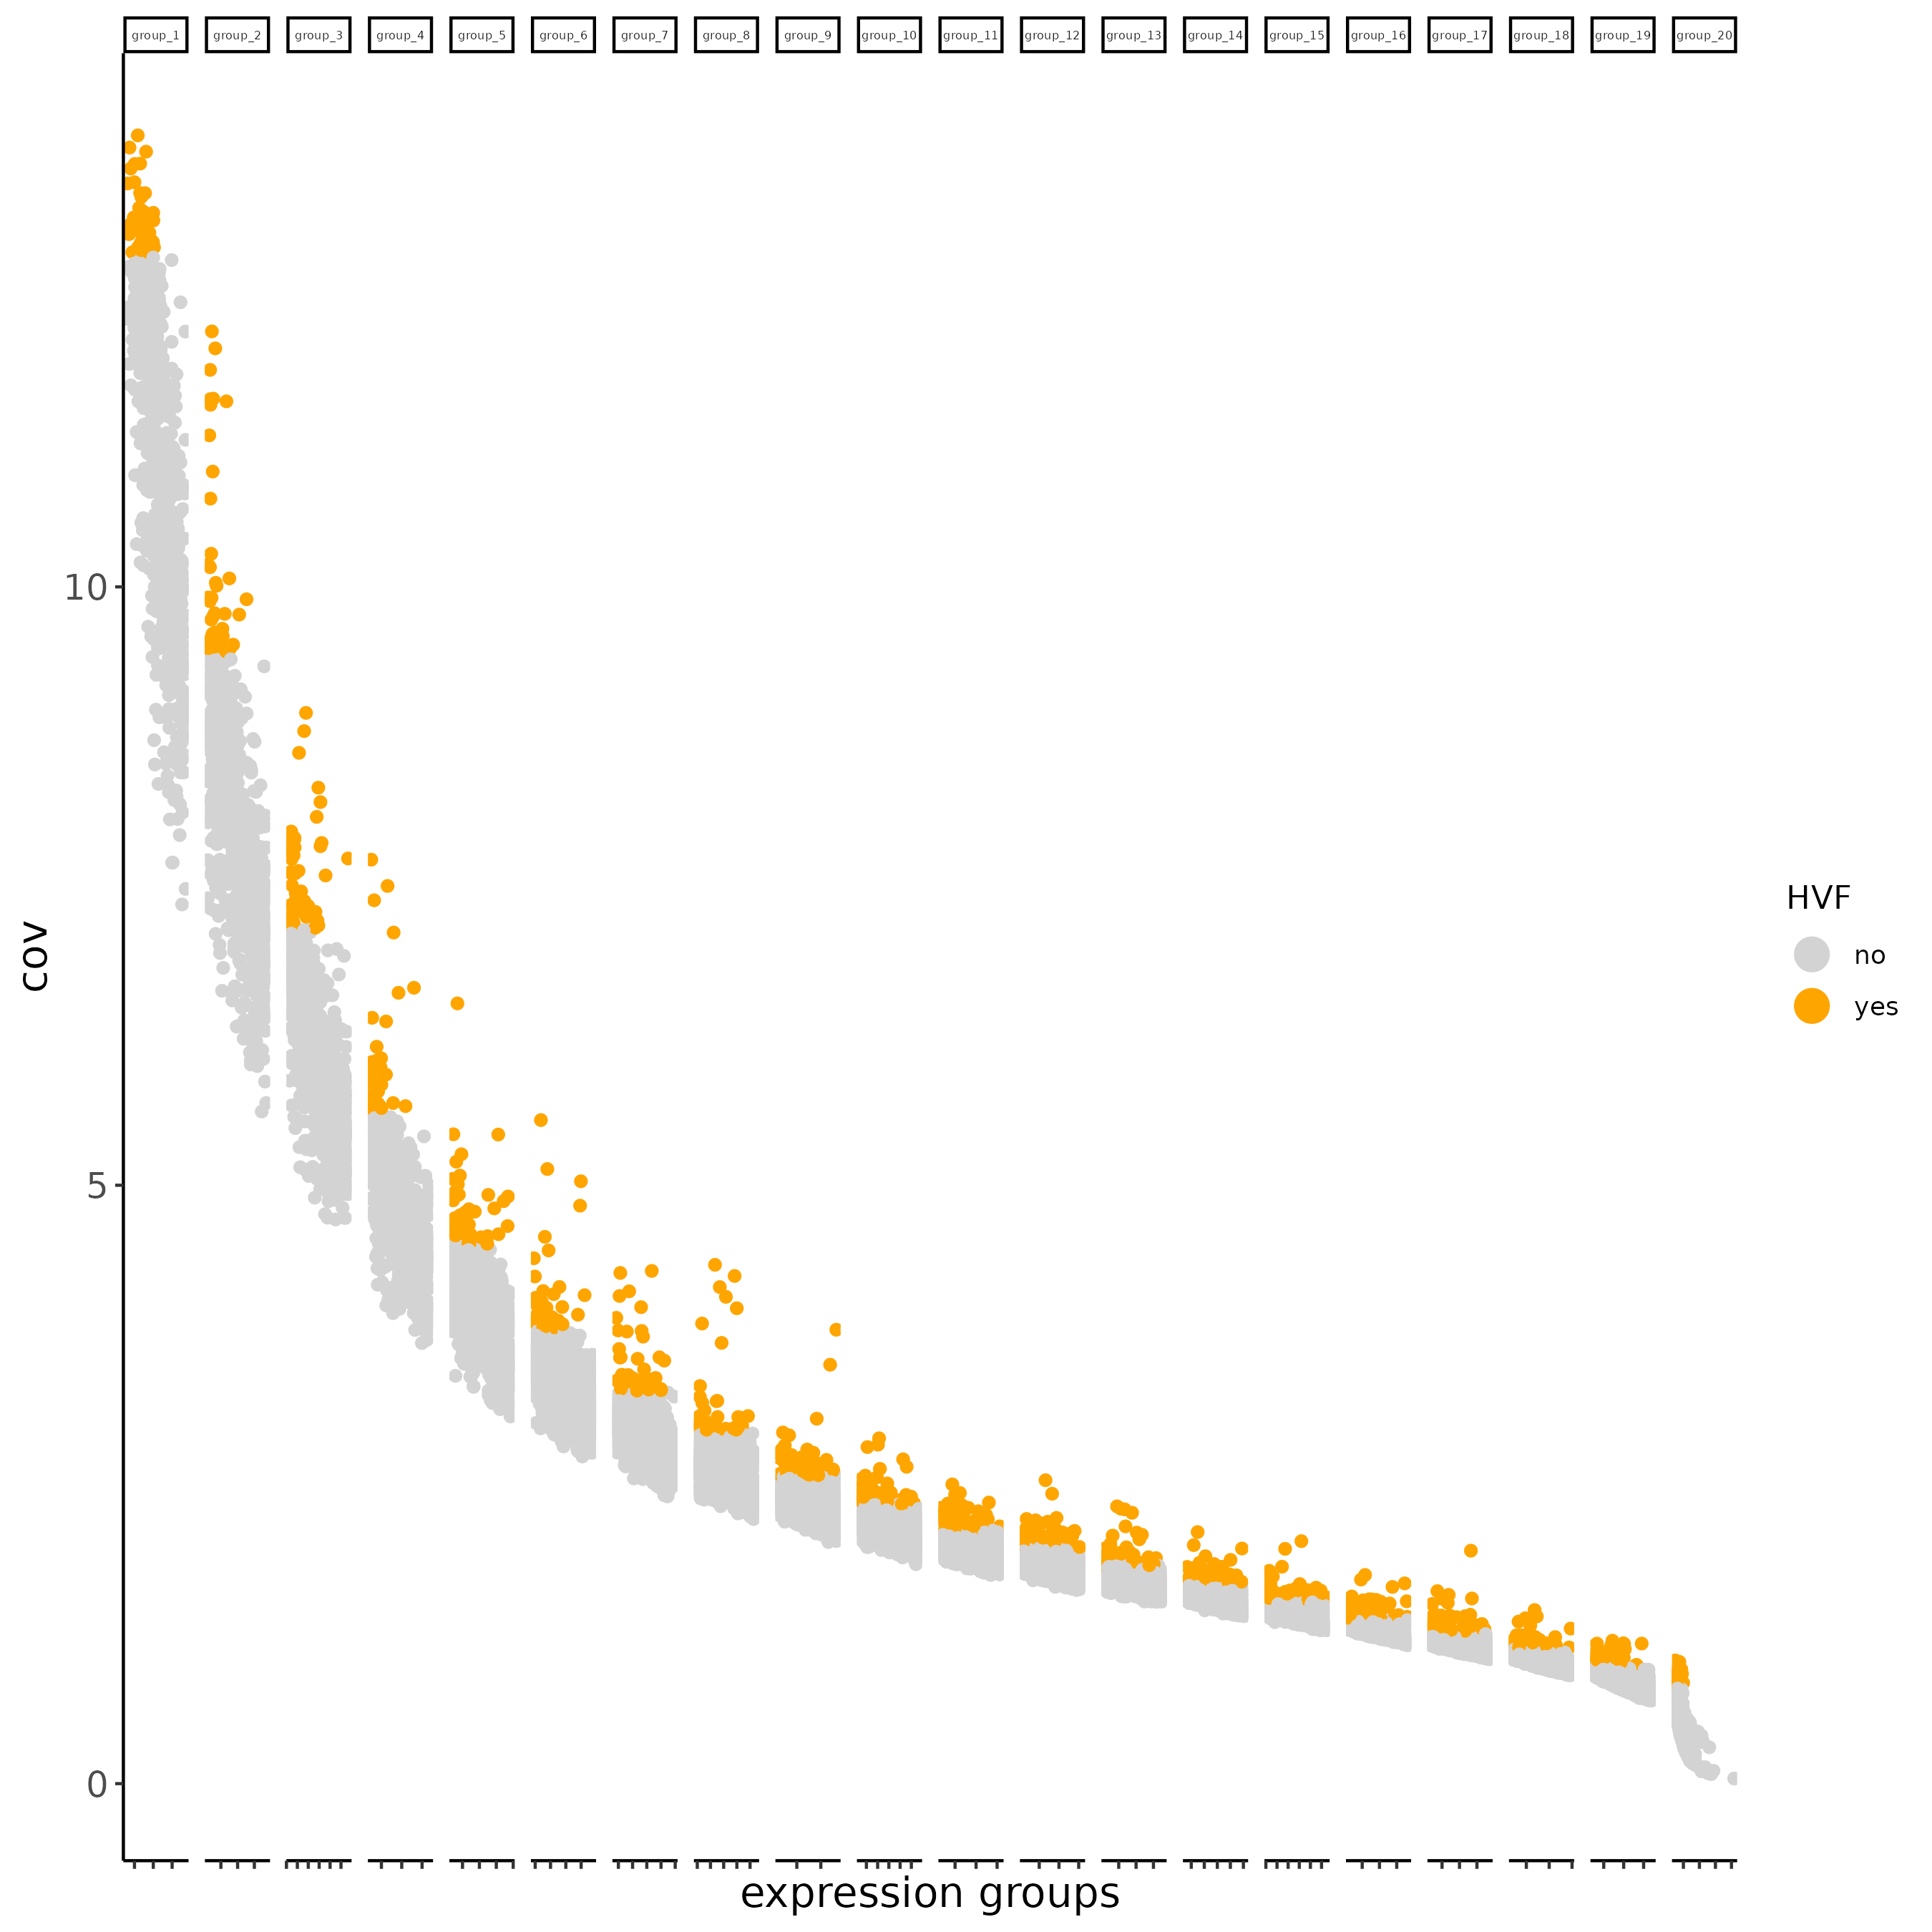 group_1 group_2 group_3 group_4 group_5 group_6 group_7 group_8 group_9 group_10 group_11 group_12 group_13 group_14 group_15 group_16 group_17 group_18 group_19 group_20
10
5
0
cov
expression groups
HVF
no
yes